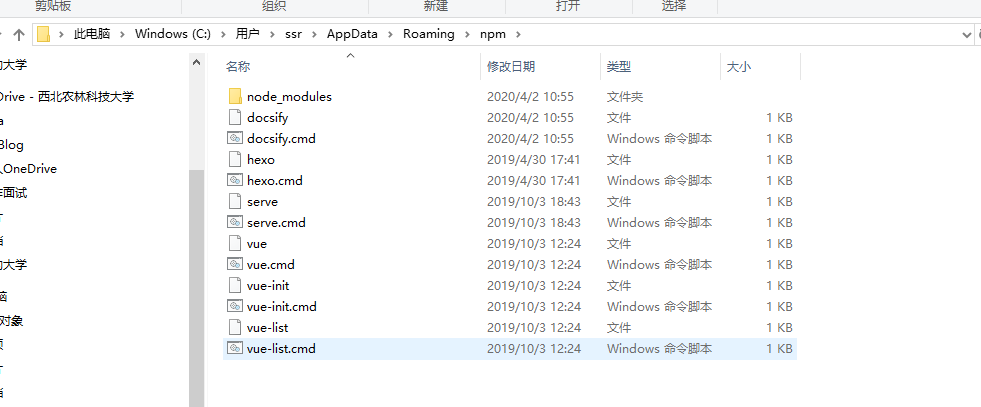 剪贴板 组织 新建 打开 选择
此电脑 Windows (C:) 用户 ssr AppData Roaming npm
大学
Drive - 西北农林科技大学
a
Blog
人OneDrive
面试
大学
对象
名称 修改日期 类型 大小
node_modules 2020/4/2 10:55 文件夹
docsify 2020/4/2 10:55 文件 1 KB
docsify.cmd 2020/4/2 10:55 Windows 命令脚本 1 KB
hexo 2019/4/30 17:41 文件 1 KB
hexo.cmd 2019/4/30 17:41 Windows 命令脚本 1 KB
serve 2019/10/3 18:43 文件 1 KB
serve.cmd 2019/10/3 18:43 Windows 命令脚本 1 KB
vue 2019/10/3 12:24 文件 1 KB
vue.cmd 2019/10/3 12:24 Windows 命令脚本 1 KB
vue-init 2019/10/3 12:24 文件 1 KB
vue-init.cmd 2019/10/3 12:24 Windows 命令脚本 1 KB
vue-list 2019/10/3 12:24 文件 1 KB
vue-list.cmd 2019/10/3 12:24 Windows 命令脚本 1 KB